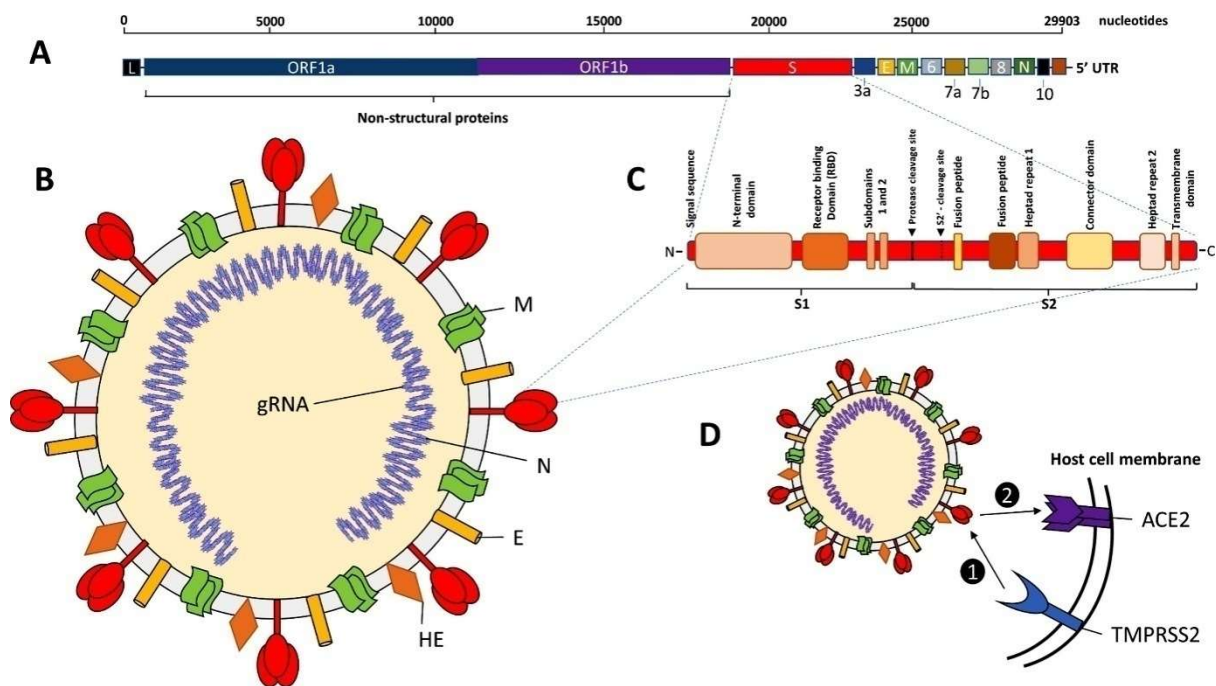 0 5000 10000 15000 20000 25000 29903 nucleotides
A
L ORF1a ORF1b S E M 6 8 N 5' UTR
3a 7a 7b 10
Non-structural proteins
B
M
gRNA
N
E
HE
C
Signal sequence
N-terminal
domain
Receptor binding
Domain (RBD)
Subdomains
1 and 2
Protease cleavage site
S2' - cleavage site
Fusion peptide
Fusion peptide
Heptad repeat 1
Connector domain
Heptad repeat 2
Transmembrane
domain
N C
S1 S2
D
Host cell membrane
2
ACE2
1
TMPRSS2